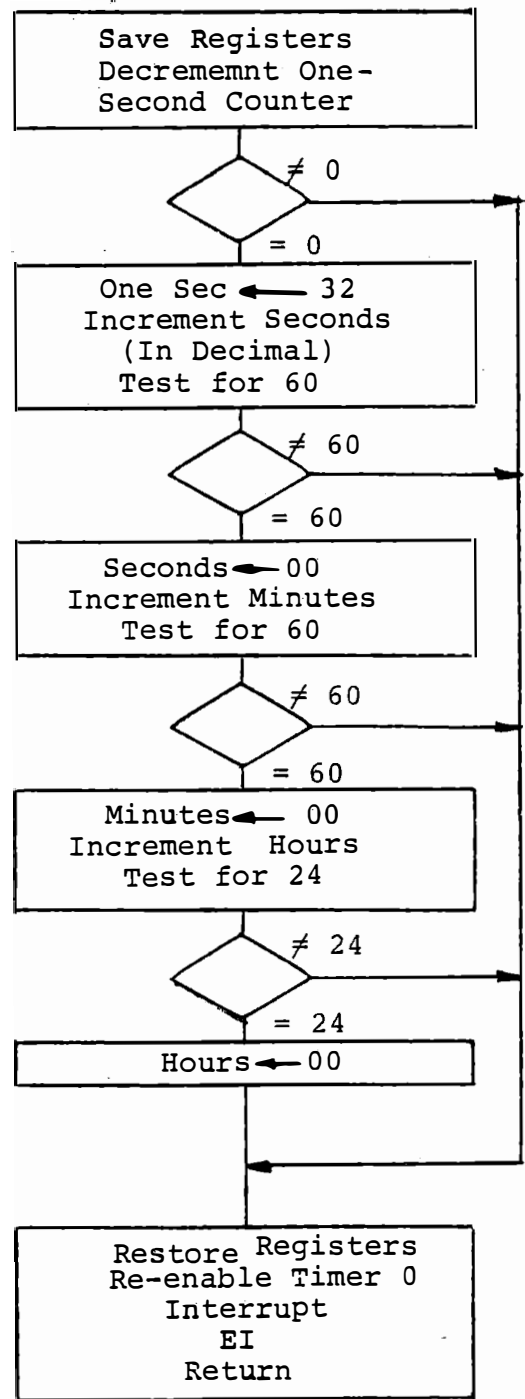 Save Registers
Decrememnt One-
Second Counter
≠ 0
= 0
One Sec ← 32
Increment Seconds
(In Decimal)
Test for 60
≠ 60
= 60
Seconds ← 00
Increment Minutes
Test for 60
≠ 60
= 60
Minutes ← 00
Increment Hours
Test for 24
≠ 24
= 24
Hours ← 00
Restore Registers
Re-enable Timer 0
Interrupt
EI
Return